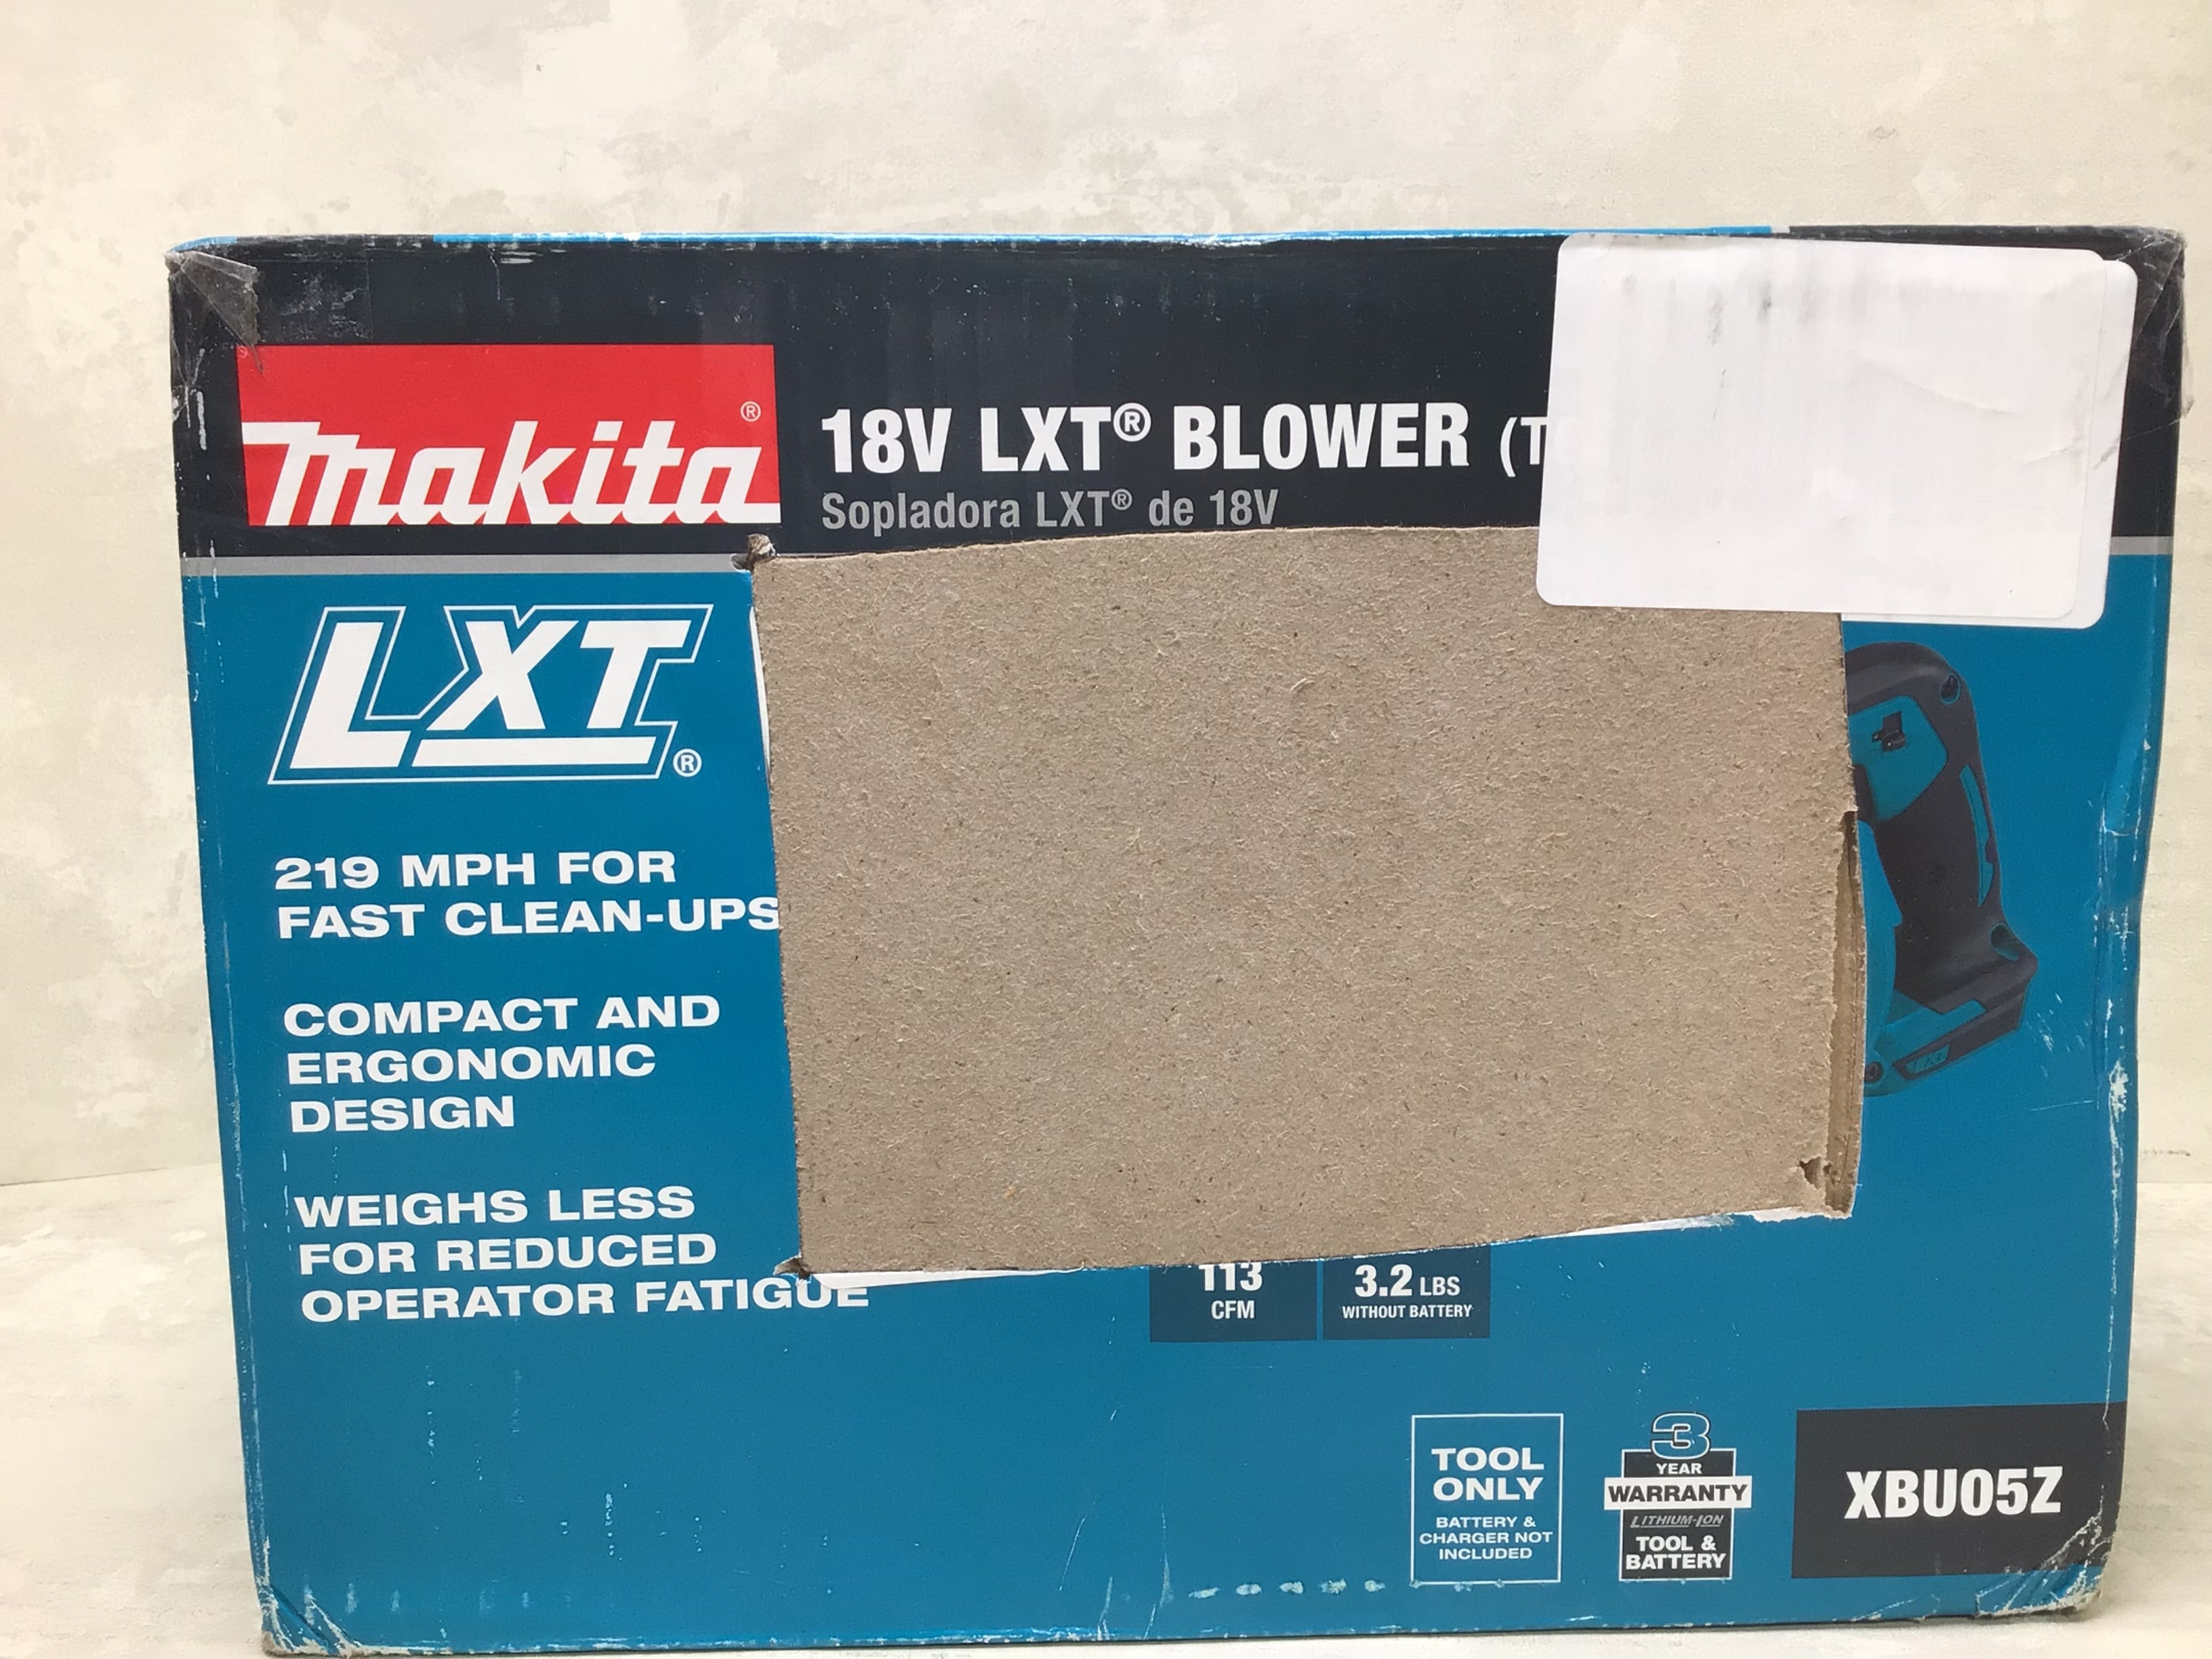 makita®
18V LXT® BLOWER (T
Sopladora LXT® de 18V
LXT®
219 MPH FOR
FAST CLEAN-UPS
COMPACT AND
ERGONOMIC
DESIGN
WEIGHS LESS
FOR REDUCED
OPERATOR FATIGUE
113
CFM
3.2 LBS
WITHOUT BATTERY
TOOL
ONLY
BATTERY &
CHARGER NOT
INCLUDED
3
YEAR
WARRANTY
LITHIUM-ION
TOOL &
BATTERY
XBU05Z